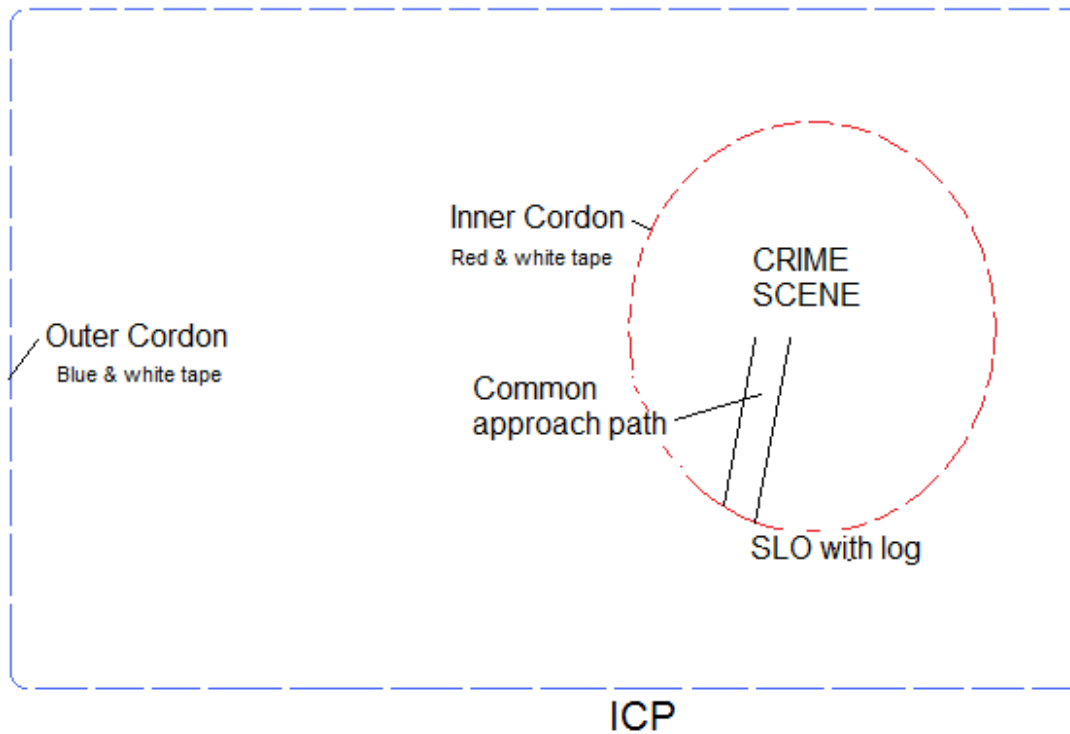 Inner Cordon
Red & white tape
CRIME
SCENE
Outer Cordon
Blue & white tape
Common
approach path
SLO with log
ICP